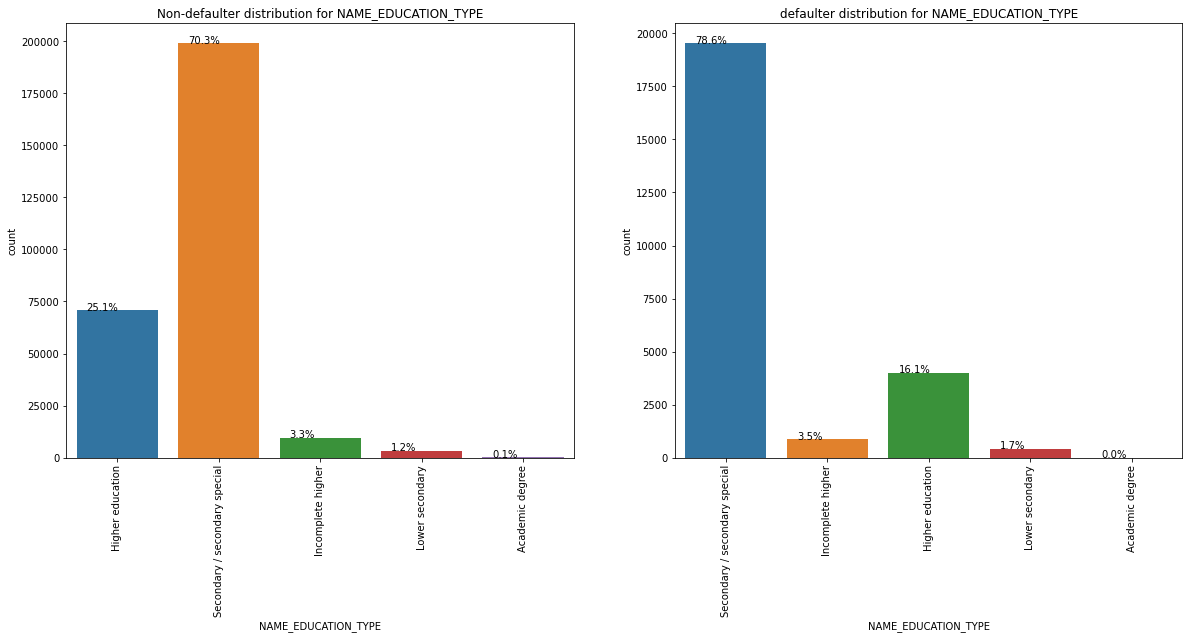 Non-defaulter distribution for NAME_EDUCATION_TYPE
200000
175000
150000
125000
100000
75000
50000
25000
0
count
25.1%
70.3%
3.3%
1.2%
0.1%
Higher education
Secondary / secondary special
Incomplete higher
Lower secondary
Academic degree
NAME_EDUCATION_TYPE
defaulter distribution for NAME_EDUCATION_TYPE
20000
17500
15000
12500
10000
7500
5000
2500
0
count
78.6%
3.5%
16.1%
1.7%
0.0%
Secondary / secondary special
Incomplete higher
Higher education
Lower secondary
Academic degree
NAME_EDUCATION_TYPE